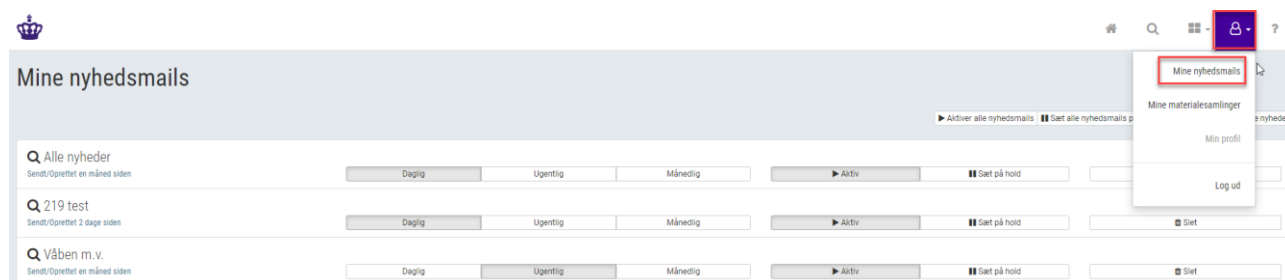 ?
Mine nyhedsmails
Mine nyhedsmails
Mine materialesamlinger
Min profil
Log ud
Aktiver alle nyhedsmails Sæt alle nyhedsmails
Alle nyheder
Sendt/Oprettet en måned siden
Daglig Ugentlig Månedlig Aktiv Sæt på hold
219 test
Sendt/Oprettet 2 dage siden
Daglig Ugentlig Månedlig Aktiv Sæt på hold Slet
Våben m.v.
Sendt/Oprettet en måned siden
Daglig Ugentlig Månedlig Aktiv Sæt på hold Slet